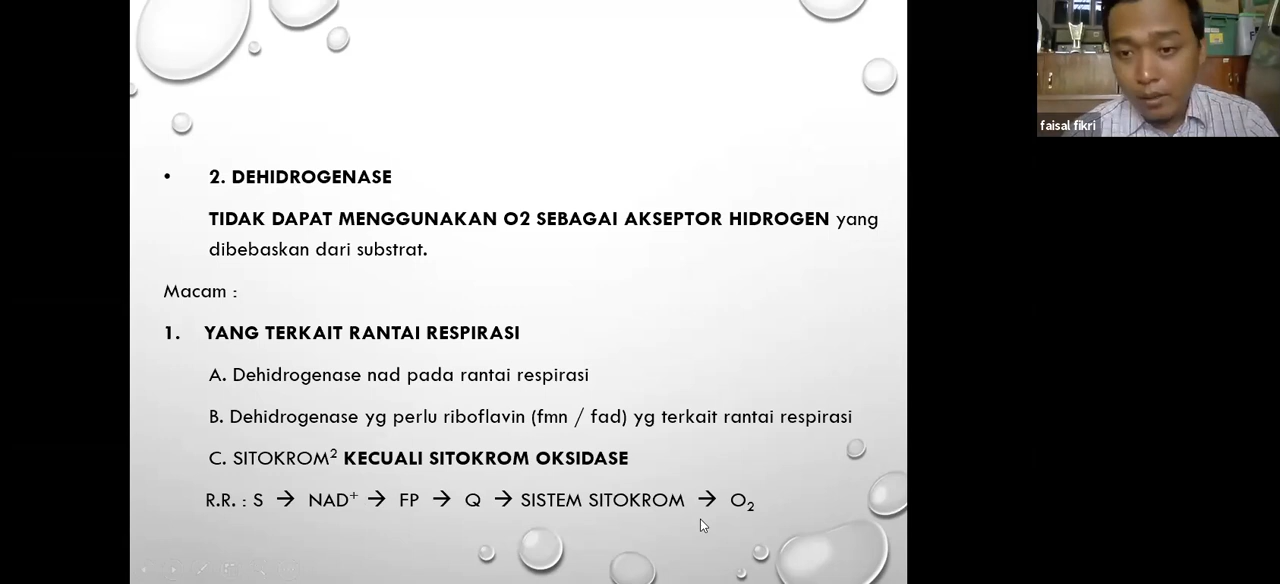 • 2. DEHIDROGENASE
TIDAK DAPAT MENGGUNAKAN O2 SEBAGAI AKSEPTOR HIDROGEN yang
dibebaskan dari substrat.
Macam :
1. YANG TERKAIT RANTAI RESPIRASI
A. Dehidrogenase nad pada rantai respirasi
B. Dehidrogenase yg perlu riboflavin (fmn / fad) yg terkait rantai respirasi
C. SITOKROM² KECUALI SITOKROM OKSIDASE
R.R. : S → NAD⁺ → FP → Q → SISTEM SITOKROM → O₂
faisal fikri